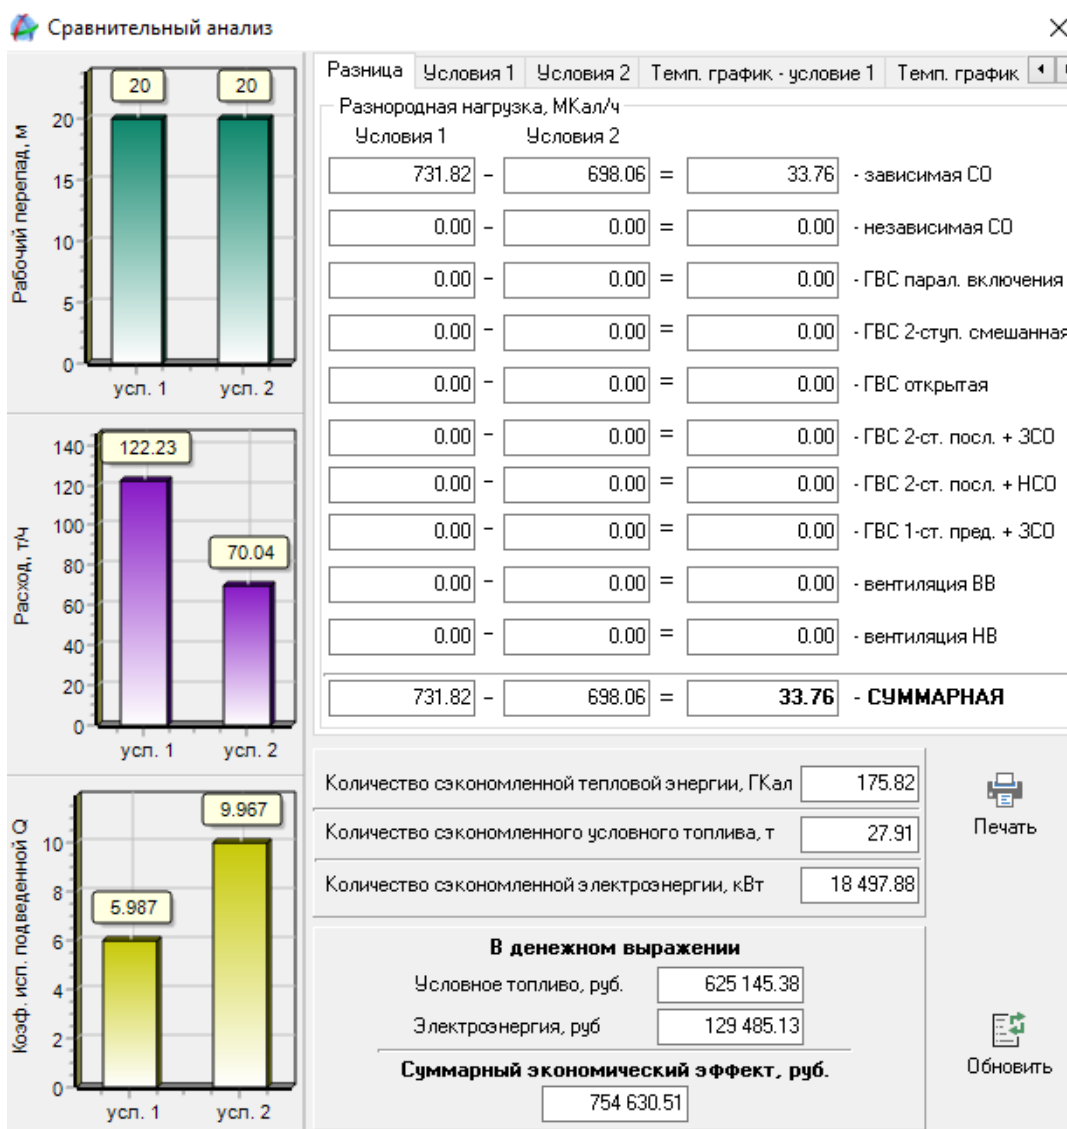 Сравнительный анализ
Рабочий перепад, м
20
15
10
5
0
20
20
усл. 1
усл. 2
Расход, т/ч
140
120
100
80
60
40
20
0
122.23
70.04
усл. 1
усл. 2
Коэф. исп. подведенной Q
10
8
6
4
2
0
5.987
9.967
усл. 1
усл. 2
Разница Условия 1 Условия 2 Темп. график - условие 1 Темп. график
Разнородная нагрузка, МКал/ч
Условия 1 Условия 2
731.82 - 698.06 = 33.76 - зависимая СО
0.00 - 0.00 = 0.00 - независимая СО
0.00 - 0.00 = 0.00 - ГВС парал. включения
0.00 - 0.00 = 0.00 - ГВС 2-ступ. смешанная
0.00 - 0.00 = 0.00 - ГВС открытая
0.00 - 0.00 = 0.00 - ГВС 2-ст. посл. + ЗСО
0.00 - 0.00 = 0.00 - ГВС 2-ст. посл. + НСО
0.00 - 0.00 = 0.00 - ГВС 1-ст. пред. + ЗСО
0.00 - 0.00 = 0.00 - вентиляция ВВ
0.00 - 0.00 = 0.00 - вентиляция НВ
731.82 - 698.06 = 33.76 - СУММАРНАЯ
Количество сэкономленной тепловой энергии, ГКал 175.82
Количество сэкономленного условного топлива, т 27.91
Количество сэкономленной электроэнергии, кВт 18 497.88
Печать
В денежном выражении
Условное топливо, руб. 625 145.38
Электроэнергия, руб 129 485.13
Суммарный экономический эффект, руб.
754 630.51
Обновить